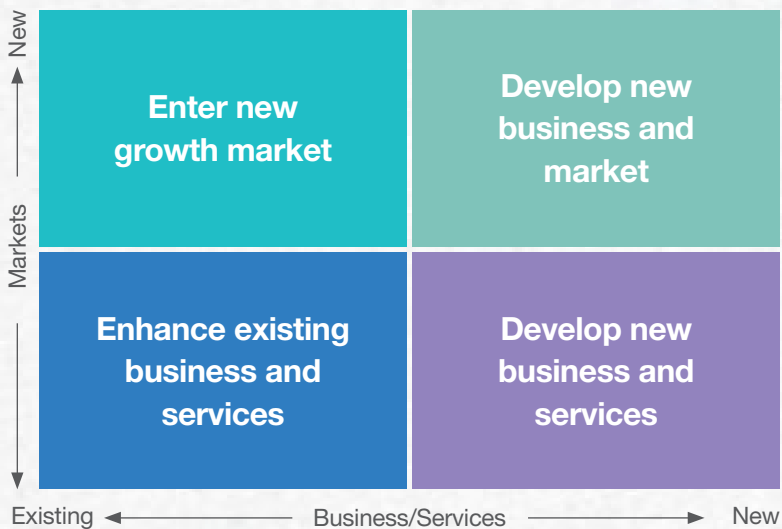 New
Enter new
growth market
Develop new
business and
market
Markets
Enhance existing
business and
services
Develop new
business and
services
Existing
Business/Services
New